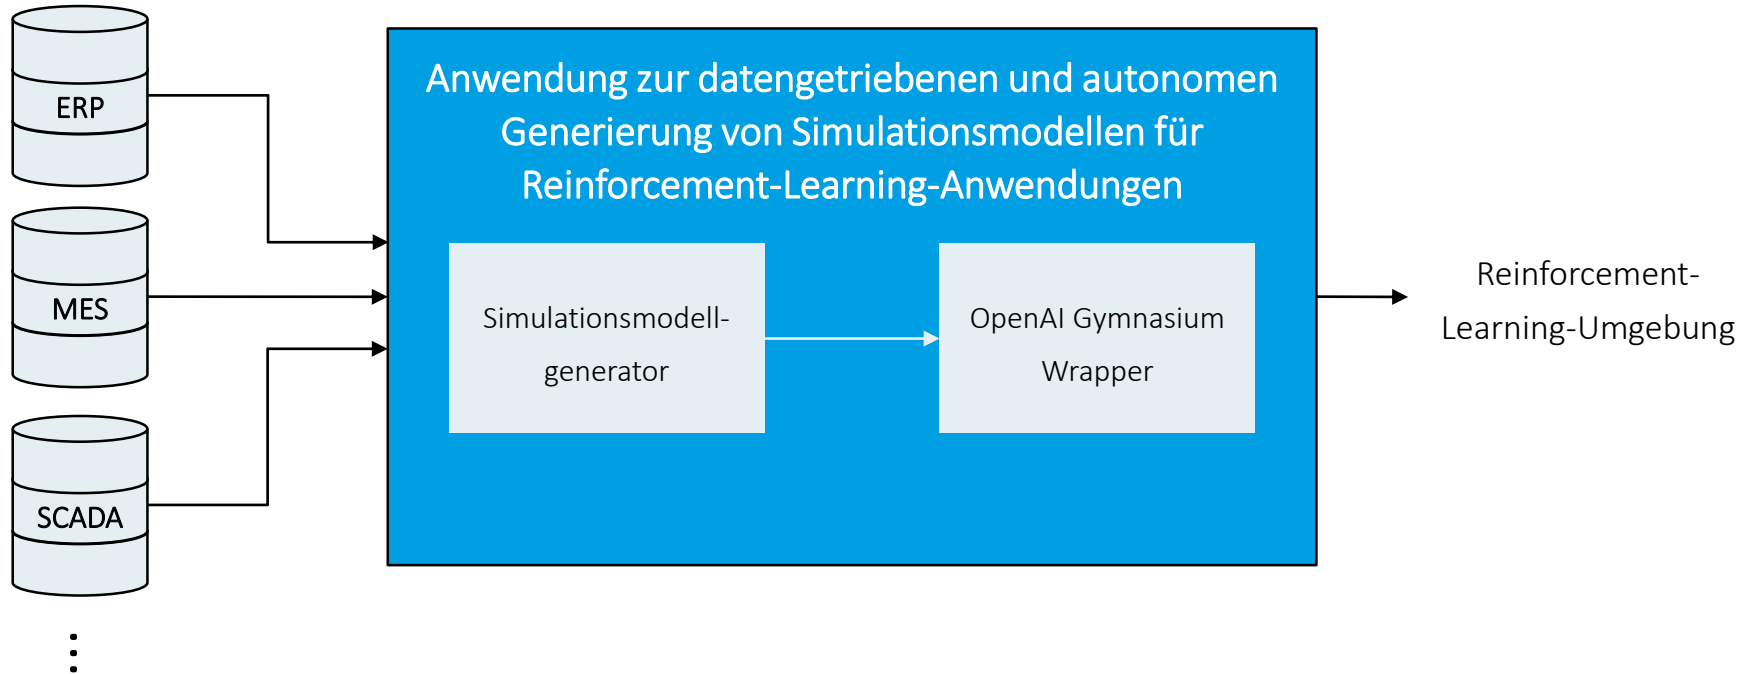 ERP
MES
SCADA
Anwendung zur datengetriebenen und autonomen
Generierung von Simulationsmodellen für
Reinforcement-Learning-Anwendungen
Simulationsmodell-
generator
OpenAI Gymnasium
Wrapper
Reinforcement-
Learning-Umgebung